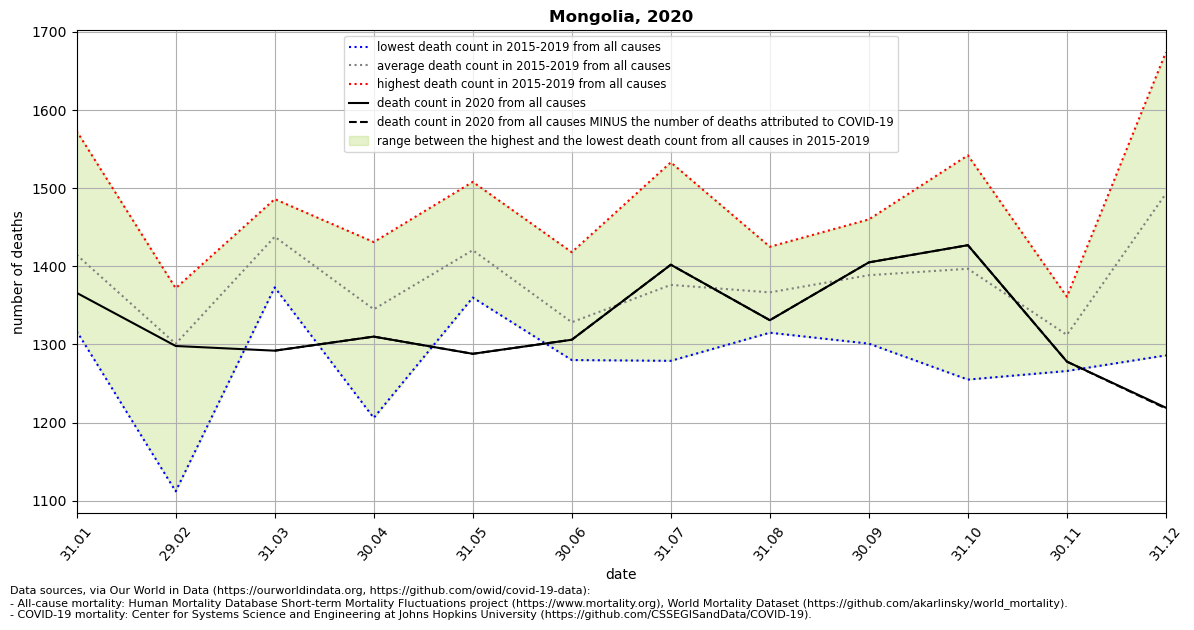 Mongolia, 2020
1700
1600
1500
1400
1300
1200
1100
number of deaths
lowest death count in 2015-2019 from all causes
average death count in 2015-2019 from all causes
highest death count in 2015-2019 from all causes
death count in 2020 from all causes
death count in 2020 from all causes MINUS the number of deaths attributed to COVID-19
range between the highest and the lowest death count from all causes in 2015-2019
31.01
29.02
31.03
30.04
31.05
30.06
31.07
31.08
30.09
31.10
30.11
31.12
date
Data sources, via Our World in Data (https://ourworldindata.org, https://github.com/owid/covid-19-data):
- All-cause mortality: Human Mortality Database Short-term Mortality Fluctuations project (https://www.mortality.org), World Mortality Dataset (https://github.com/akarlinsky/world_mortality).
- COVID-19 mortality: Center for Systems Science and Engineering at Johns Hopkins University (https://github.com/CSSEGISandData/COVID-19).